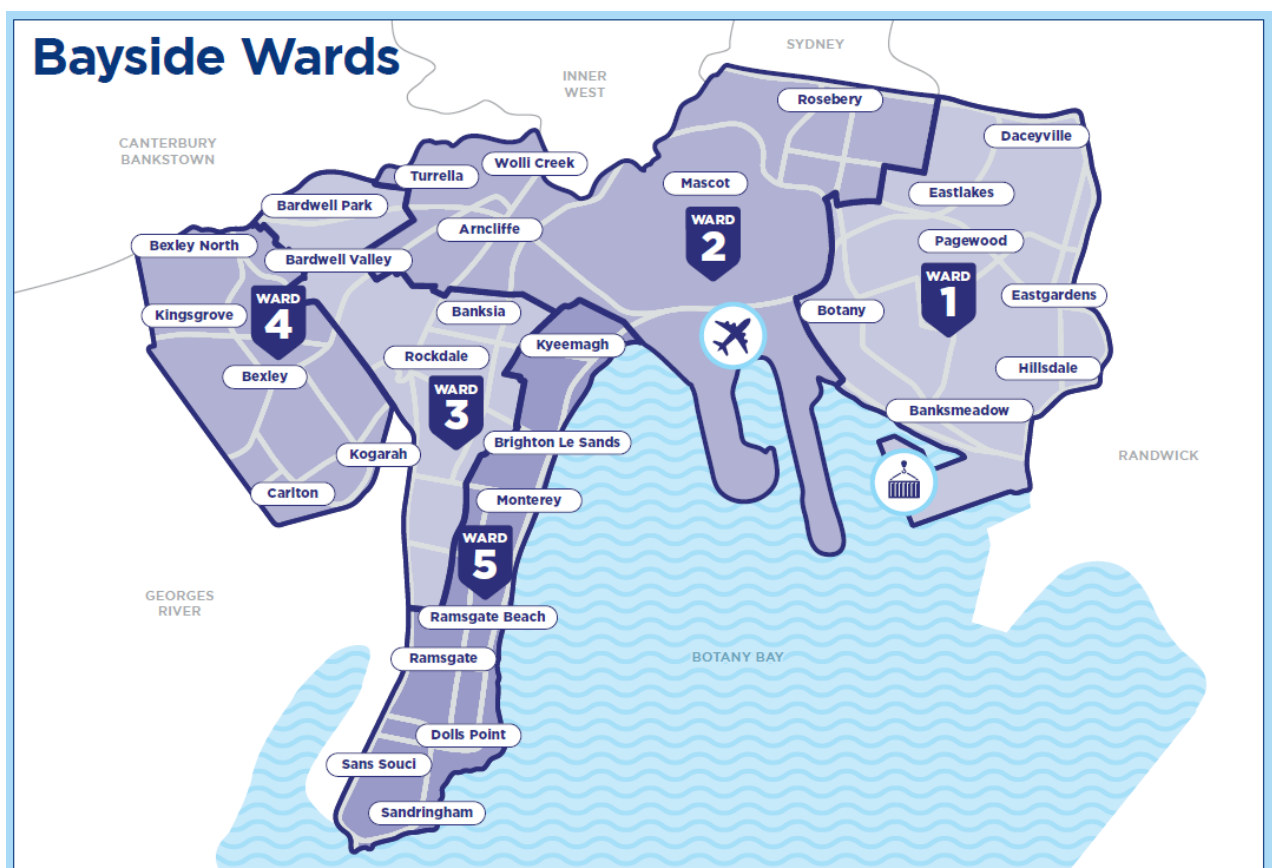 Bayside Wards
SYDNEY
INNER
WEST
CANTERBURY
BANKSTOWN
Rosebery
Daceyville
Wolli Creek
Turrella
Mascot
Eastlakes
Bardwell Park
WARD
2
Arncliffe
Pagewood
Bexley North
Bardwell Valley
WARD
1
Eastgardens
WARD
4
Kingsgrove
Banksia
Botany
Kyeemagh
Rockdale
Hillsdale
Bexley
WARD
3
Banksmeadow
Brighton Le Sands
Kogarah
RANDWICK
Carlton
Monterey
WARD
5
GEORGES
RIVER
Ramsgate Beach
Ramsgate
BOTANY BAY
Dolls Point
Sans Souci
Sandringham